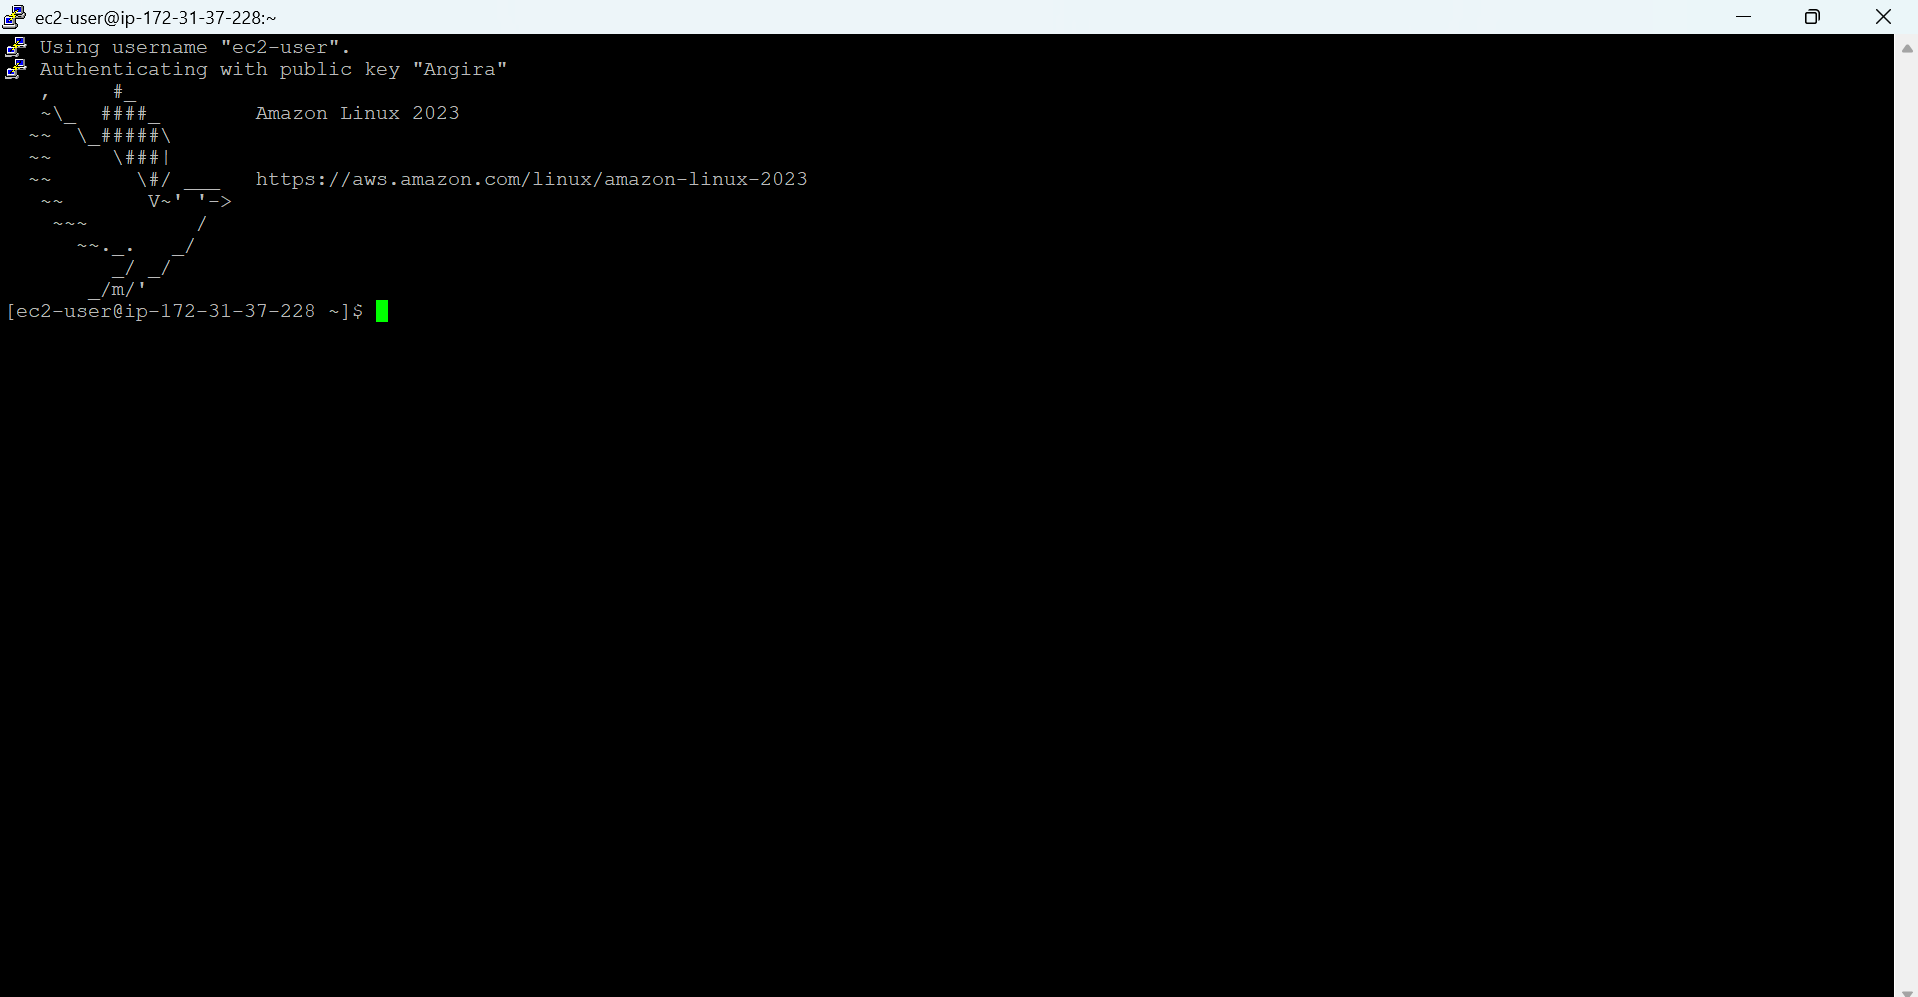 ec2-user@ip-172-31-37-228:~
Using username "ec2-user".
Authenticating with public key "Angira"
   ,     #_
   ~\_  ####_        Amazon Linux 2023
  ~~  \_#####\
  ~~     \###|
  ~~       \#/ ___   https://aws.amazon.com/linux/amazon-linux-2023
   ~~       V~' '->
    ~~~         /
      ~~._.   _/
         _/ _/
       _/m/'
[ec2-user@ip-172-31-37-228 ~]$